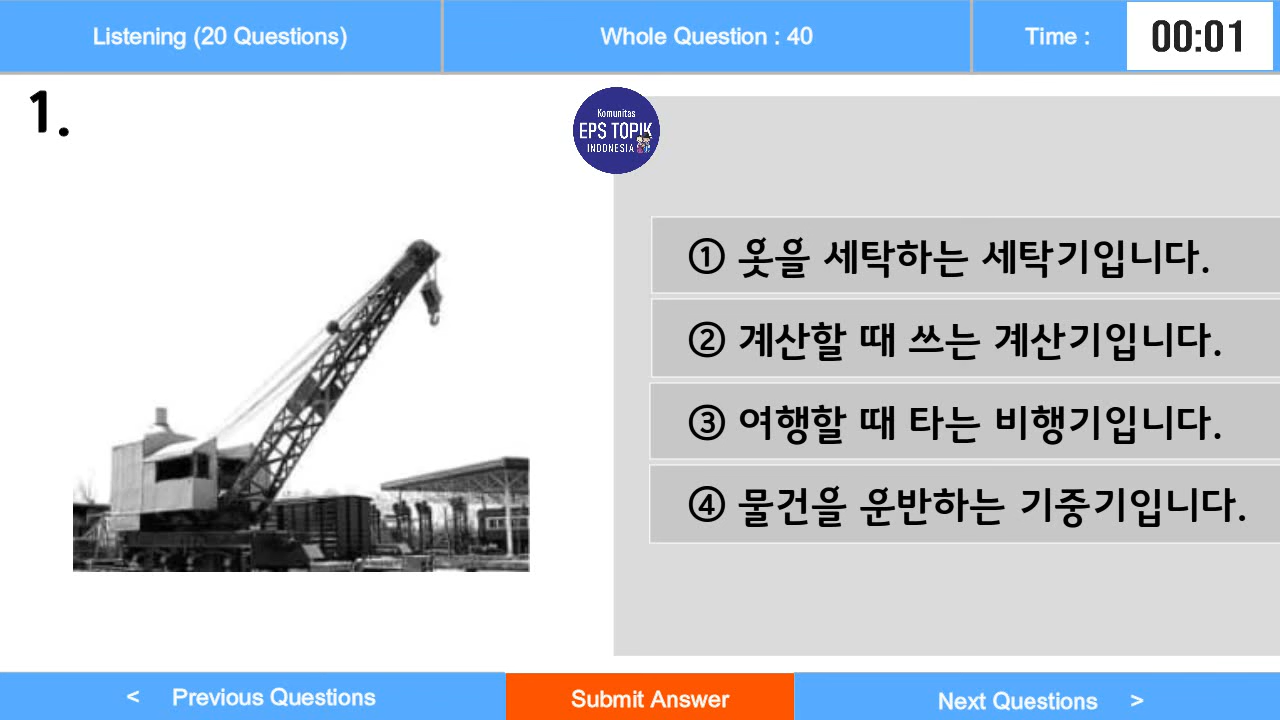 Listening (20 Questions)
Whole Question : 40
Time :
00:01
1.
Komunitas
EPS TOPIK
INDONESIA
① 옷을 세탁하는 세탁기입니다.
② 계산할 때 쓰는 계산기입니다.
③ 여행할 때 타는 비행기입니다.
④ 물건을 운반하는 기중기입니다.
< Previous Questions
Submit Answer
Next Questions >